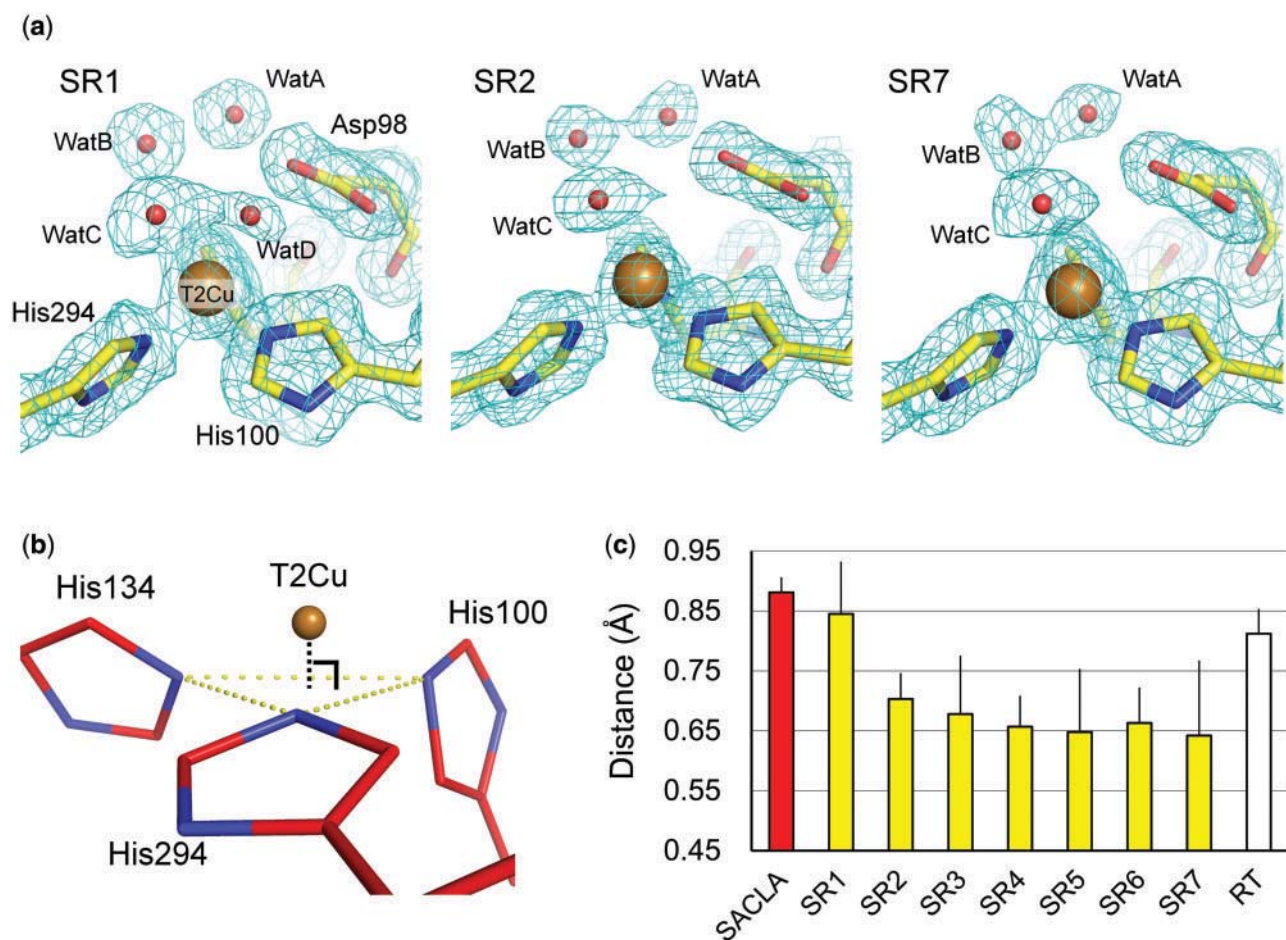 (a)
SR1
WatA
WatB
Asp98
WatC
WatD
T2Cu
His294
His100
SR2
WatA
WatB
WatC
SR7
WatA
WatB
WatC
(b)
His134
T2Cu
His100
His294
(c)
Distance (Å)
0.95
0.85
0.75
0.65
0.55
0.45
SACLA
SR1
SR2
SR3
SR4
SR5
SR6
SR7
RT